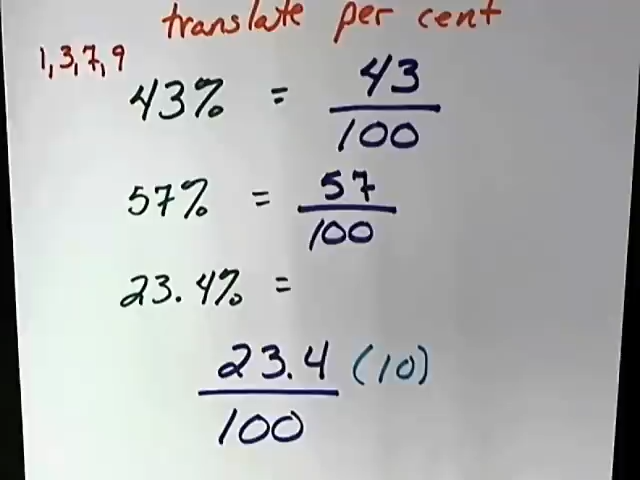 translate per cent
1,3,7,9
43% = 43/100
57% = 57/100
23.4% =
23.4 (10)
100